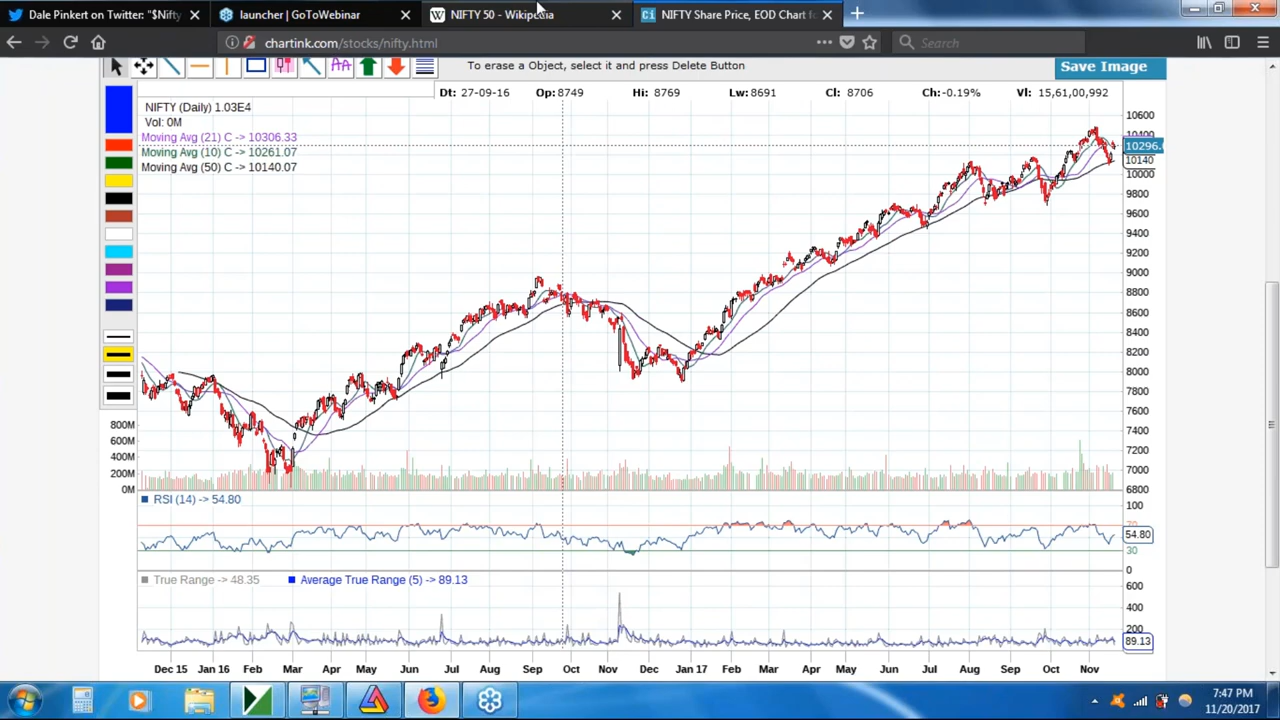 Dale Pinkert on Twitter: "$Nifty
launcher | GoToWebinar
W NIFTY 50 - Wikipedia
Ci NIFTY Share Price, EOD Chart fo
chartink.com/stocks/nifty.html
Search
To erase a Object, select it and press Delete Button
Save Image
Dt: 27-09-16 Op:8749 Hi: 8769 Lw:8691 Cl: 8706 Ch:-0.19% Vl: 15,61,00,992
NIFTY (Daily) 1.03E4
Vol: 0M
Moving Avg (21) C -> 10306.33
Moving Avg (10) C -> 10261.07
Moving Avg (50) C -> 10140.07
10600
10400
10296.
10140
10000
9800
9600
9400
9200
9000
8800
8600
8400
8200
8000
7800
7600
7400
7200
7000
6800
800M
600M
400M
200M
0M
RSI (14) -> 54.80
100
70
54.80
30
0
True Range -> 48.35 Average True Range (5) -> 89.13
600
400
200
89.13
Dec 15 Jan 16 Feb Mar Apr May Jun Jul Aug Sep Oct Nov Dec Jan 17 Feb Mar Apr May Jun Jul Aug Sep Oct Nov
7:47 PM
11/20/2017